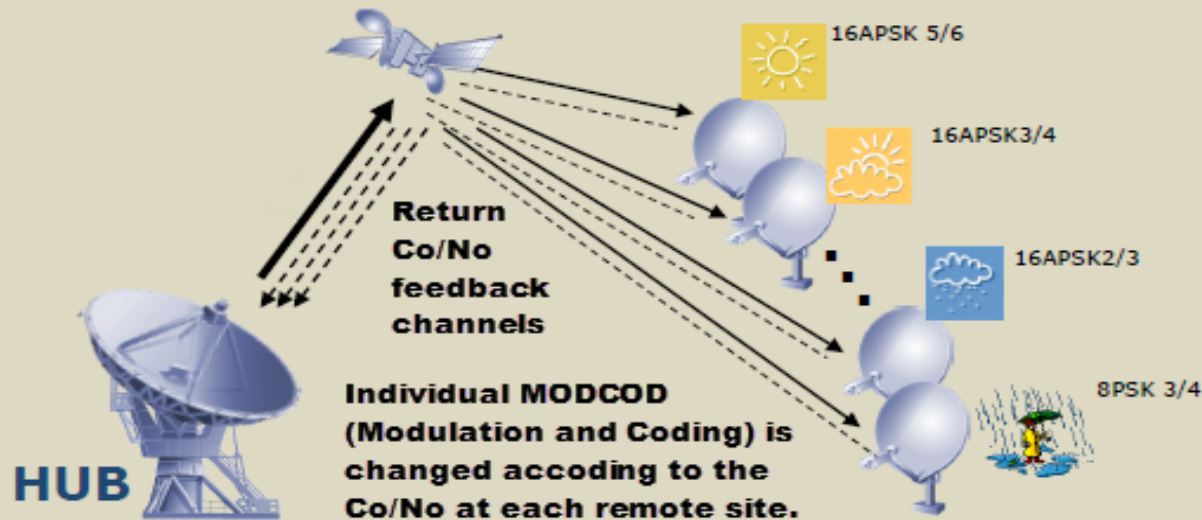 16APSK 5/6
16APSK3/4
Return
Co/No
feedback
channels
16APSK2/3
8PSK 3/4
Individual MODCOD
(Modulation and Coding) is
changed accoding to the
Co/No at each remote site.
HUB